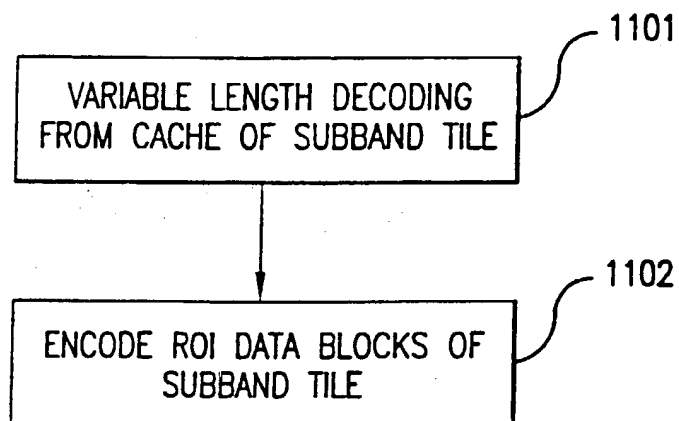 1101
VARIABLE LENGTH DECODING
FROM CACHE OF SUBBAND TILE
1102
ENCODE ROI DATA BLOCKS OF
SUBBAND TILE